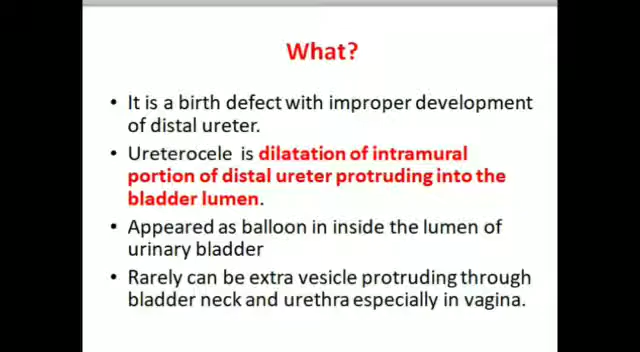 What?
• It is a birth defect with improper development
of distal ureter.
• Ureterocele is dilatation of intramural
portion of distal ureter protruding into the
bladder lumen.
• Appeared as balloon in inside the lumen of
urinary bladder
• Rarely can be extra vesicle protruding through
bladder neck and urethra especially in vagina.